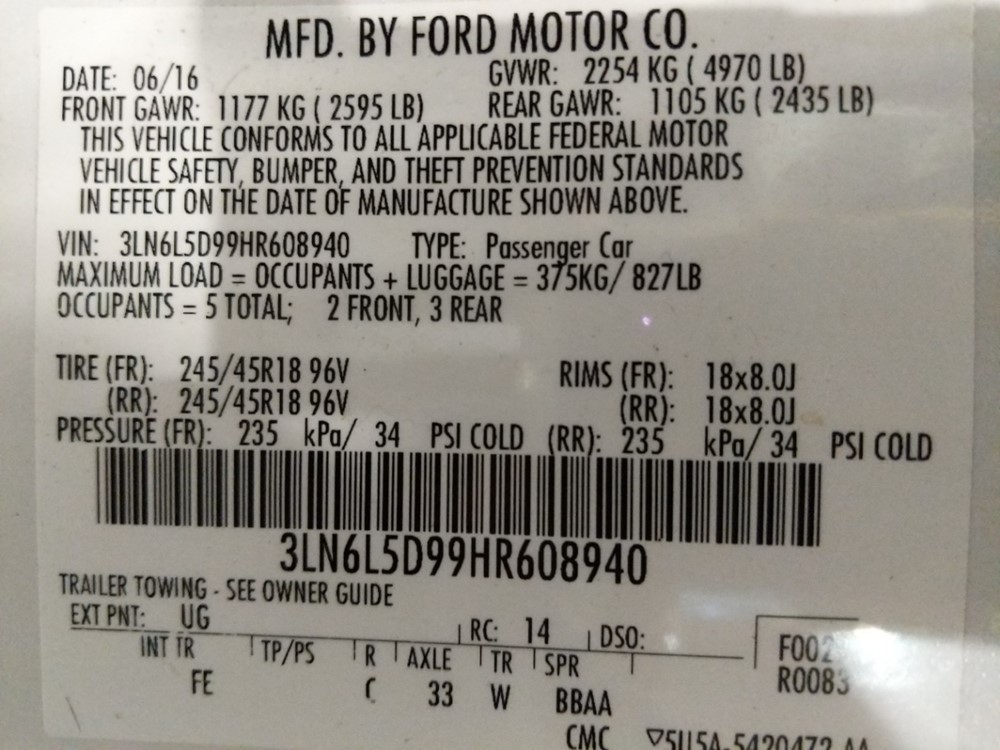 MFD. BY FORD MOTOR CO.
DATE: 06/16 GVWR: 2254 KG ( 4970 LB)
FRONT GAWR: 1177 KG ( 2595 LB) REAR GAWR: 1105 KG ( 2435 LB)
THIS VEHICLE CONFORMS TO ALL APPLICABLE FEDERAL MOTOR
VEHICLE SAFETY, BUMPER, AND THEFT PREVENTION STANDARDS
IN EFFECT ON THE DATE OF MANUFACTURE SHOWN ABOVE.
VIN: 3LN6L5D99HR608940 TYPE: Passenger Car
MAXIMUM LOAD = OCCUPANTS + LUGGAGE = 375KG/ 827LB
OCCUPANTS = 5 TOTAL; 2 FRONT, 3 REAR
TIRE (FR): 245/45R18 96V RIMS (FR): 18x8.0J
(RR): 245/45R18 96V (RR): 18x8.0J
PRESSURE (FR): 235 kPa/ 34 PSI COLD (RR): 235 kPa/ 34 PSI COLD
3LN6L5D99HR608940
TRAILER TOWING - SEE OWNER GUIDE
EXT PNT: UG RC: 14 DSO: F002
INT TR TP/PS R AXLE TR SPR R0083
FE C 33 W BBAA
CMC ▽5U5A-5420472-AA